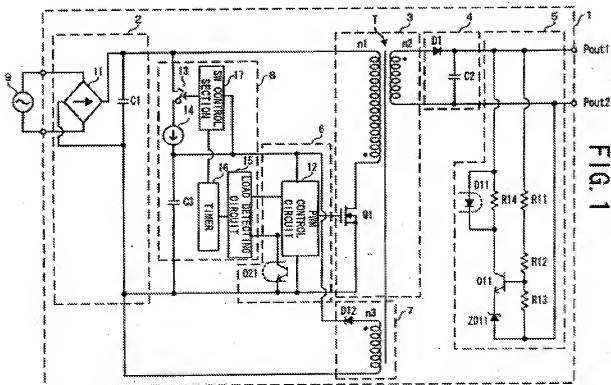 2
T
3
4
5
1
n1
n2
D1
Pout1
13
SW CONTROL SECTION
17
8
9
11
C1
14
C2
Pout2
6
12
16
15
C3
TIMER
LOAD DETECTING CIRCUIT
PWM CONTROL CIRCUIT
Q1
D11
R14
R11
R12
Q21
Q11
R13
D12
n3
7
ZD11
FIG. 1